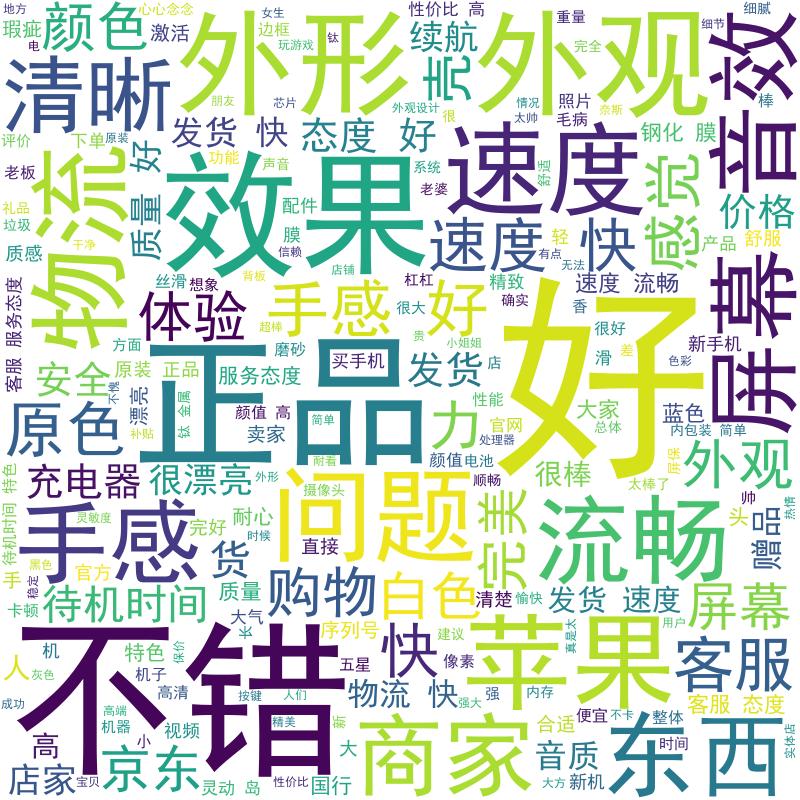 地方
心心念念
女生
性价比 高
重量
细腻
瑕疵
颜色
激活
边框
续航
细节
电
玩游戏
钛
完全
外形
外观
音效
清晰
朋友
芯片
外观设计
很
情况
太帅
照片
毛病
奈斯
棒
壳
评价
下单
原装
发货 快
态度 好
钢化 膜
老板
好
功能
声音
系统
老婆
舒适
速度
感觉
价格
物流
效果
配件
礼品
垃圾
质量
膜
信赖
速度 快
轻
有点
无法
产品
舒服
质感
干净
丝滑
想象
背板
店铺
杠杠
精致
确实
速度 流畅
香
很好
新手机
屏幕
客服 服务态度
体验
超棒
手感 好
很大
贵
小姐姐
滑
差
色彩
好
方面
原装 正品
磨砂
买手机
发货
店
安全
不愧
漂亮
服务态度
正品
性能
大家
蓝色
原色
补贴
钛 金属
颜值 高
卖家
简单
力
官网
处理器
总体
内包装 简单
充电器
很漂亮
外形
耐看
颜值
电池
很棒
屏保
外观
待机时间 特色
摄像头
问题
顺畅
太棒了
帅
热情
手感
灵敏度
完好
耐心
时候
直接
完美
流畅
头
赠品
手
黑色
官方
货
稳定
卡顿
待机时间
质量
购物
白色
清楚
愉快
发货 速度
屏幕
大气
长
序列号
建议
真是太
用户
不错
人
灰色
机
特色
保价
五星
快
像素
苹果
客服
成功
机子
高清
按键
人们
物流 快
强大
强
内存
客服 态度
高端
机器
视频
精美
新
商家
合适
便宜
不卡
整体
东西
实体店
高
小
大
音质
时间
店家
宝贝
京东
灵动 岛
性价比
国行
大方
新机